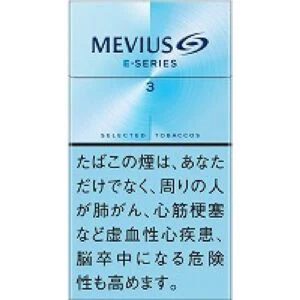 MEVIUS
E-SERIES
3
SELECTED TOBACCOS
たばこの煙は、あなた
だけでなく、周りの人
が肺がん、心筋梗塞
など虚血性心疾患、
脳卒中になる危険
性も高めます。